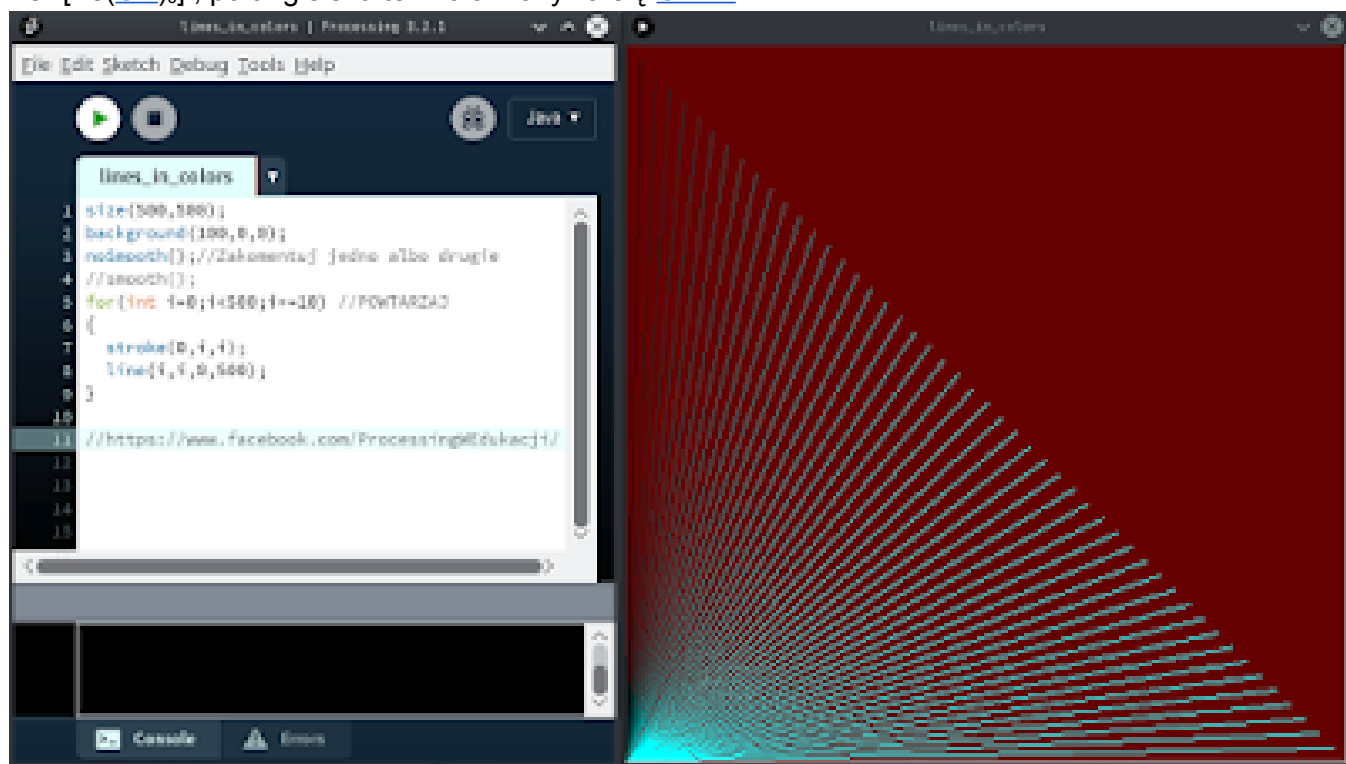 lines_in_colors | Processing 3.2.1
lines_in_colors
File Edit Sketch Debug Tools Help
Java
lines_in_colors
1 size(500,500);
2 background(100,0,0);
3 noSmooth();//Zakomentuj jedno albo drugie
4 //smooth();
5 for(int i=0;i<500;i+=10) //POWTARZAJ
6 {
7 stroke(0,i,i);
8 line(i,i,0,500);
9 }
10
11 //https://www.facebook.com/ProcessingWEdukacji/
12
13
14
15
Console Errors